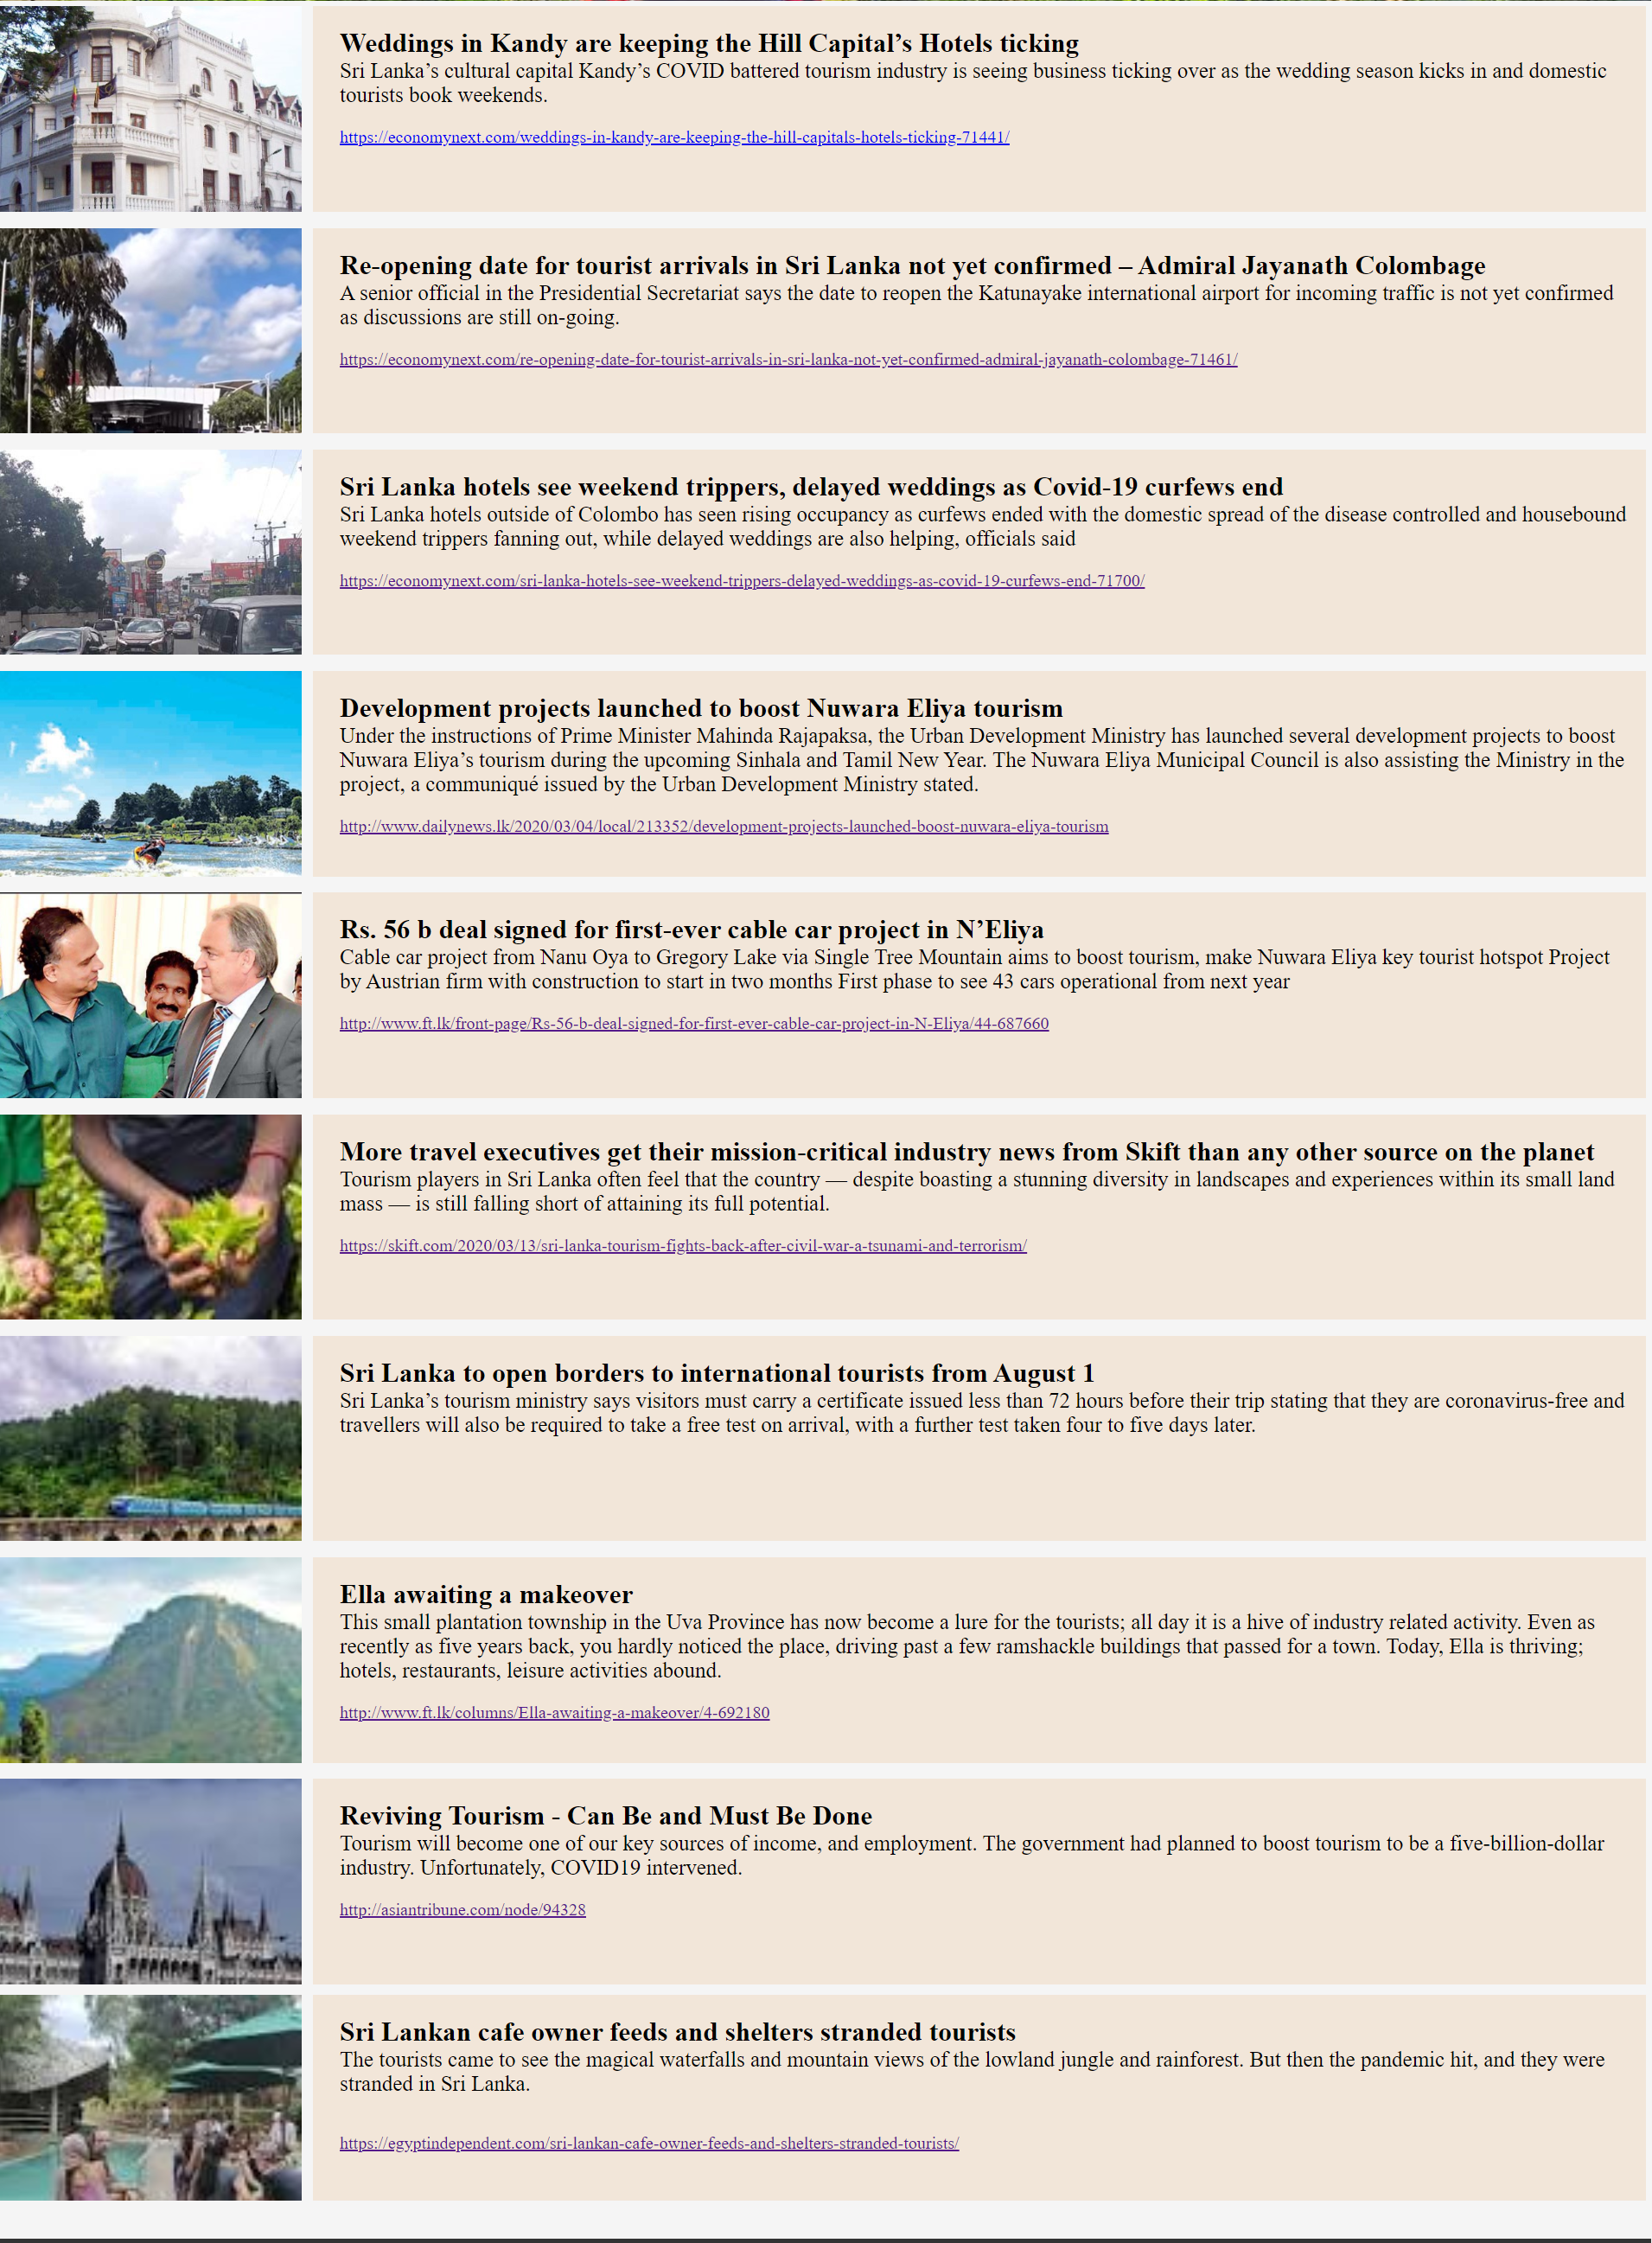 Weddings in Kandy are keeping the Hill Capital’s Hotels ticking
Sri Lanka’s cultural capital Kandy’s COVID battered tourism industry is seeing business ticking over as the wedding season kicks in and domestic
tourists book weekends.
https://economynext.com/weddings-in-kandy-are-keeping-the-hill-capitals-hotels-ticking-71441/
Re-opening date for tourist arrivals in Sri Lanka not yet confirmed – Admiral Jayanath Colombage
A senior official in the Presidential Secretariat says the date to reopen the Katunayake international airport for incoming traffic is not yet confirmed
as discussions are still on-going.
https://economynext.com/re-opening-date-for-tourist-arrivals-in-sri-lanka-not-yet-confirmed-admiral-jayanath-colombage-71461/
Sri Lanka hotels see weekend trippers, delayed weddings as Covid-19 curfews end
Sri Lanka hotels outside of Colombo has seen rising occupancy as curfews ended with the domestic spread of the disease controlled and housebound
weekend trippers fanning out, while delayed weddings are also helping, officials said
https://economynext.com/sri-lanka-hotels-see-weekend-trippers-delayed-weddings-as-covid-19-curfews-end-71700/
Development projects launched to boost Nuwara Eliya tourism
Under the instructions of Prime Minister Mahinda Rajapaksa, the Urban Development Ministry has launched several development projects to boost
Nuwara Eliya’s tourism during the upcoming Sinhala and Tamil New Year. The Nuwara Eliya Municipal Council is also assisting the Ministry in the
project, a communiqué issued by the Urban Development Ministry stated.
http://www.dailynews.lk/2020/03/04/local/213352/development-projects-launched-boost-nuwara-eliya-tourism
Rs. 56 b deal signed for first-ever cable car project in N’Eliya
Cable car project from Nanu Oya to Gregory Lake via Single Tree Mountain aims to boost tourism, make Nuwara Eliya key tourist hotspot Project
by Austrian firm with construction to start in two months First phase to see 43 cars operational from next year
http://www.ft.lk/front-page/Rs-56-b-deal-signed-for-first-ever-cable-car-project-in-N-Eliya/44-687660
More travel executives get their mission-critical industry news from Skift than any other source on the planet
Tourism players in Sri Lanka often feel that the country — despite boasting a stunning diversity in landscapes and experiences within its small land
mass — is still falling short of attaining its full potential.
https://skift.com/2020/03/13/sri-lanka-tourism-fights-back-after-civil-war-a-tsunami-and-terrorism/
Sri Lanka to open borders to international tourists from August 1
Sri Lanka’s tourism ministry says visitors must carry a certificate issued less than 72 hours before their trip stating that they are coronavirus-free and
travellers will also be required to take a free test on arrival, with a further test taken four to five days later.
Ella awaiting a makeover
This small plantation township in the Uva Province has now become a lure for the tourists; all day it is a hive of industry related activity. Even as
recently as five years back, you hardly noticed the place, driving past a few ramshackle buildings that passed for a town. Today, Ella is thriving;
hotels, restaurants, leisure activities abound.
http://www.ft.lk/columns/Ella-awaiting-a-makeover/4-692180
Reviving Tourism - Can Be and Must Be Done
Tourism will become one of our key sources of income, and employment. The government had planned to boost tourism to be a five-billion-dollar
industry. Unfortunately, COVID19 intervened.
http://asiantribune.com/node/94328
Sri Lankan cafe owner feeds and shelters stranded tourists
The tourists came to see the magical waterfalls and mountain views of the lowland jungle and rainforest. But then the pandemic hit, and they were
stranded in Sri Lanka.
https://egyptindependent.com/sri-lankan-cafe-owner-feeds-and-shelters-stranded-tourists/